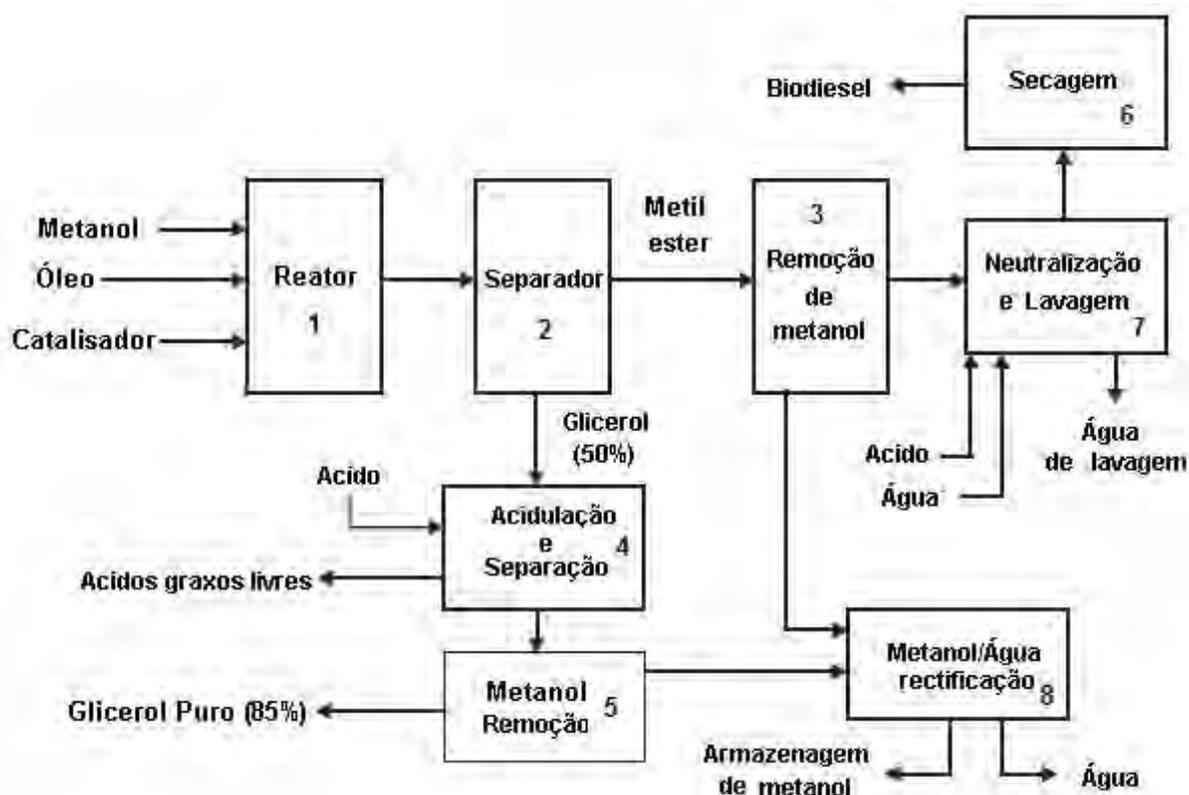 Biodiesel
Secagem
6
Metanol
Óleo
Catalisador
Reator
1
Separador
2
Metil
ester
3
Remoção
de
metanol
Neutralização
e Lavagem
7
Acido
Água
Água
de lavagem
Glicerol
(50%)
Acido
Acidulação
e
Separação
4
Acidos graxos livres
Metanol
Remoção
5
Glicerol Puro (85%)
Metanol/Água
rectificação
8
Armazenagem
de metanol
Água